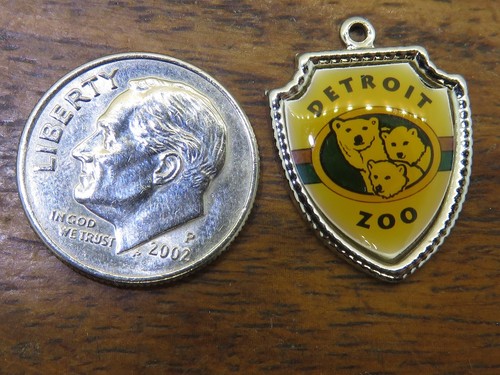 LIBERTY
IN GOD
WE TRUST
P
2002
DETROIT
ZOO